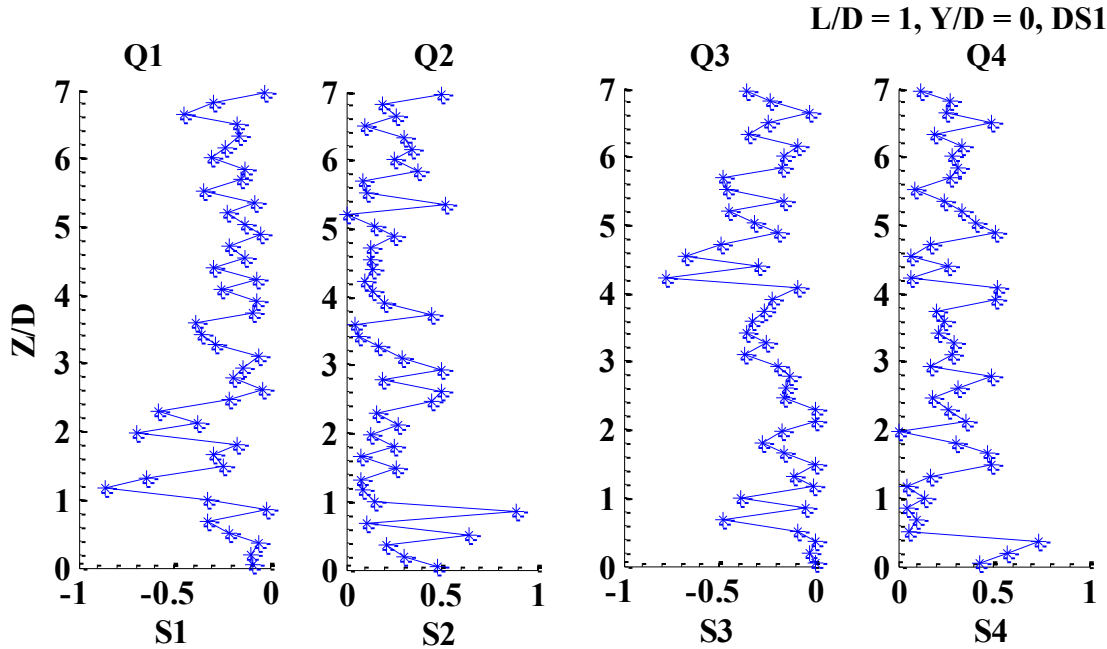 L/D = 1, Y/D = 0, DS1
Q1 Q2 Q3 Q4
7 7 7 7
6 6 6 6
5 5 5 5
4 4 4 4
Z/D
3 3 3 3
2 2 2 2
1 1 1 1
0 0 0 0
-1 -0.5 0 0 0.5 1 -1 -0.5 0 0 0.5 1
S1 S2 S3 S4